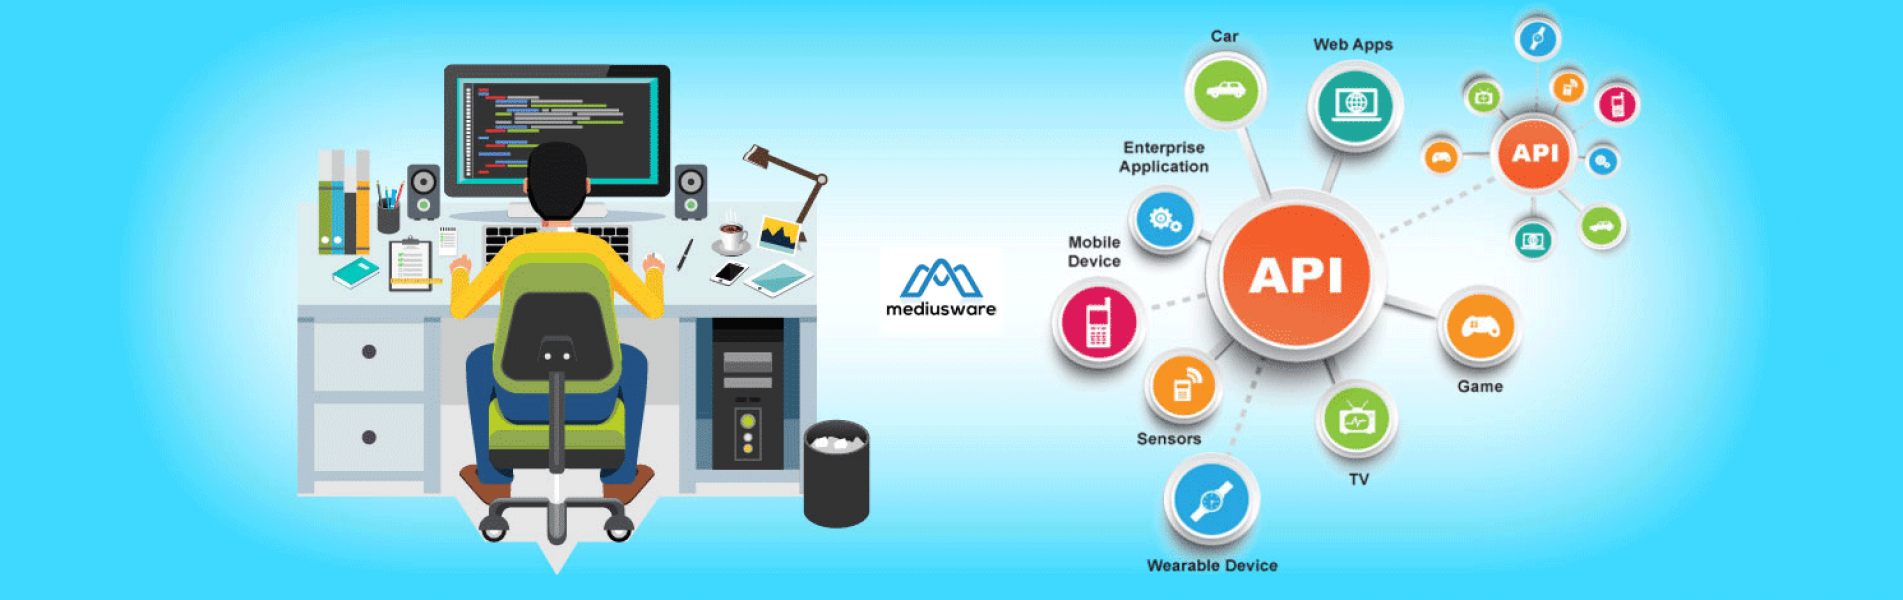 mediusware
Car
Web Apps
Enterprise
Application
Mobile
Device
API
Sensors
Game
TV
Wearable Device
API